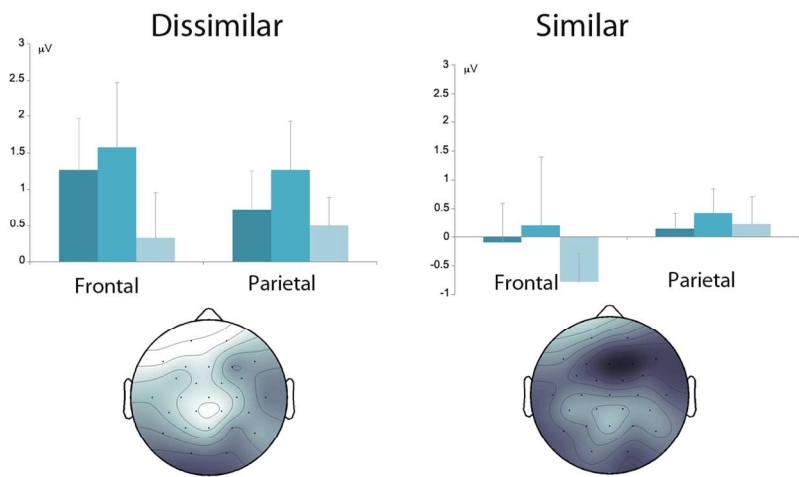 Dissimilar
3
μV
2.5
2
1.5
1
0.5
0
Frontal
Parietal
Similar
3
μV
2.5
2
1.5
1
0.5
0
-0.5
-1
Frontal
Parietal